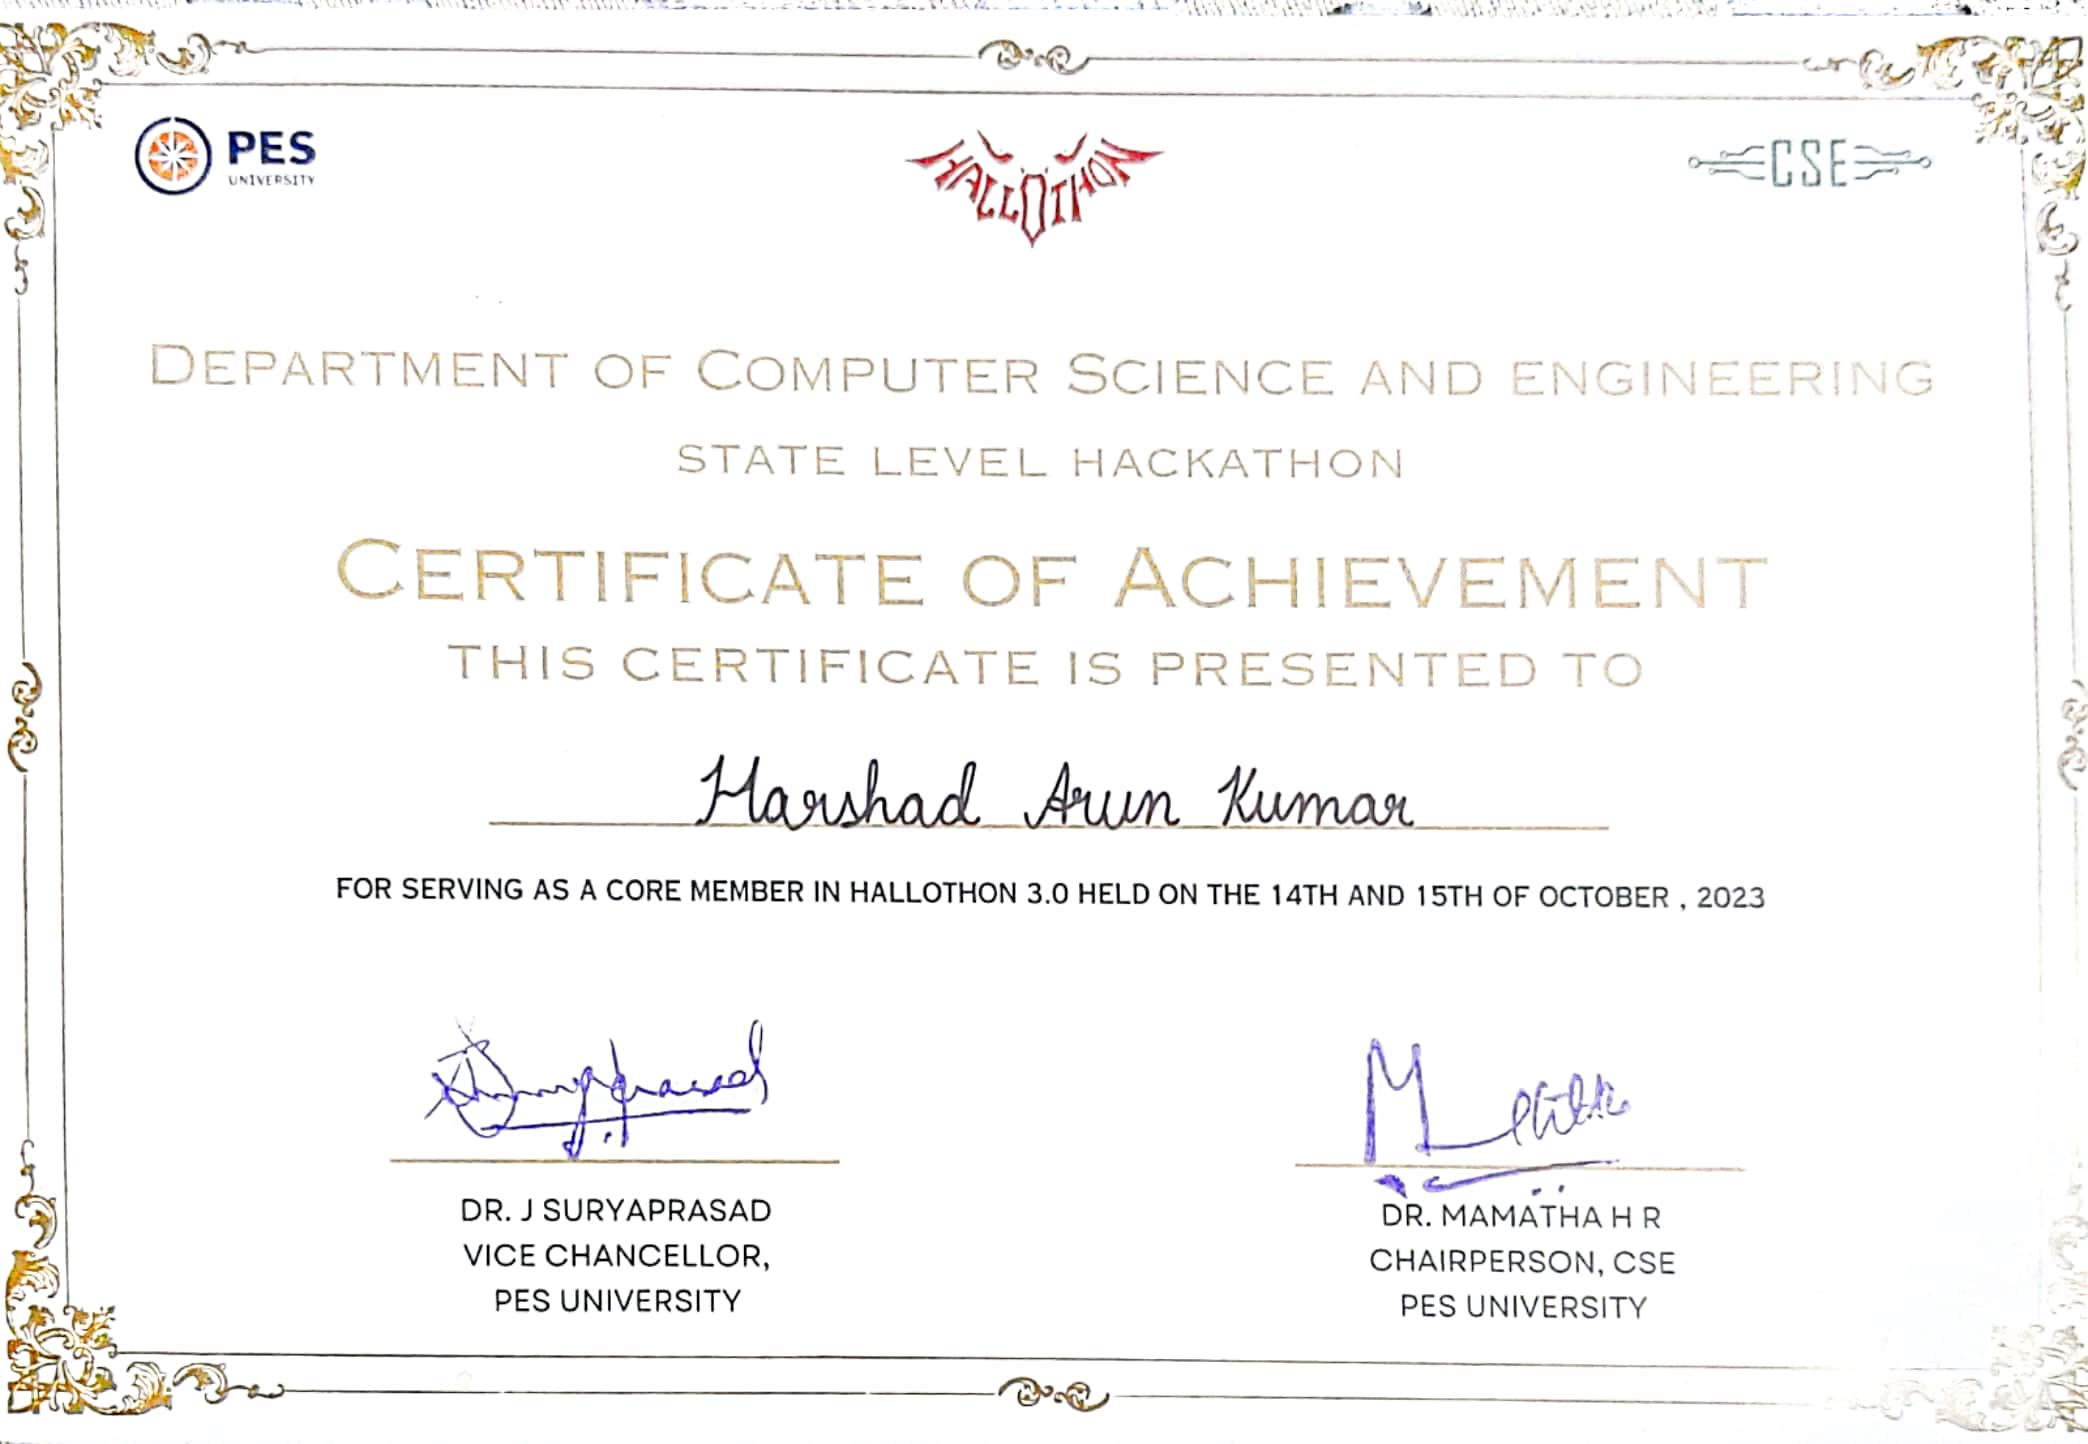 PES
UNIVERSITY
HALLOTHON
CSE
DEPARTMENT OF COMPUTER SCIENCE AND ENGINEERING
STATE LEVEL HACKATHON
CERTIFICATE OF ACHIEVEMENT
THIS CERTIFICATE IS PRESENTED TO
Harshad Arun Kumar
FOR SERVING AS A CORE MEMBER IN HALLOTHON 3.0 HELD ON THE 14TH AND 15TH OF OCTOBER , 2023
DR. J SURYAPRASAD
VICE CHANCELLOR,
PES UNIVERSITY
DR. MAMATHA H R
CHAIRPERSON, CSE
PES UNIVERSITY